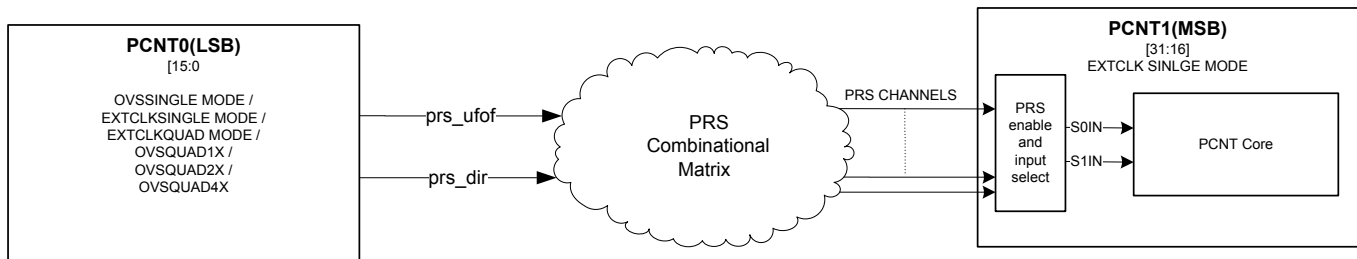 PCNT0(LSB)
[15:0
OVSSINGLE MODE /
EXTCLKSINGLE MODE /
EXTCLKQUAD MODE /
OVSQUAD1X /
OVSQUAD2X /
OVSQUAD4X
prs_ufof
prs_dir
PRS
Combinational
Matrix
PRS CHANNELS
PCNT1(MSB)
[31:16]
EXTCLK SINLGE MODE
PRS
enable
and
input
select
S0IN
S1IN
PCNT Core